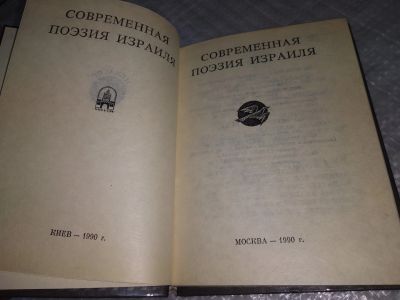 СОВРЕМЕННАЯ
ПОЭЗИЯ ИЗРАИЛЯ
КИЕВ — 1990 г.
СОВРЕМЕННАЯ
ПОЭЗИЯ ИЗРАИЛЯ
МОСКВА — 1990 г.